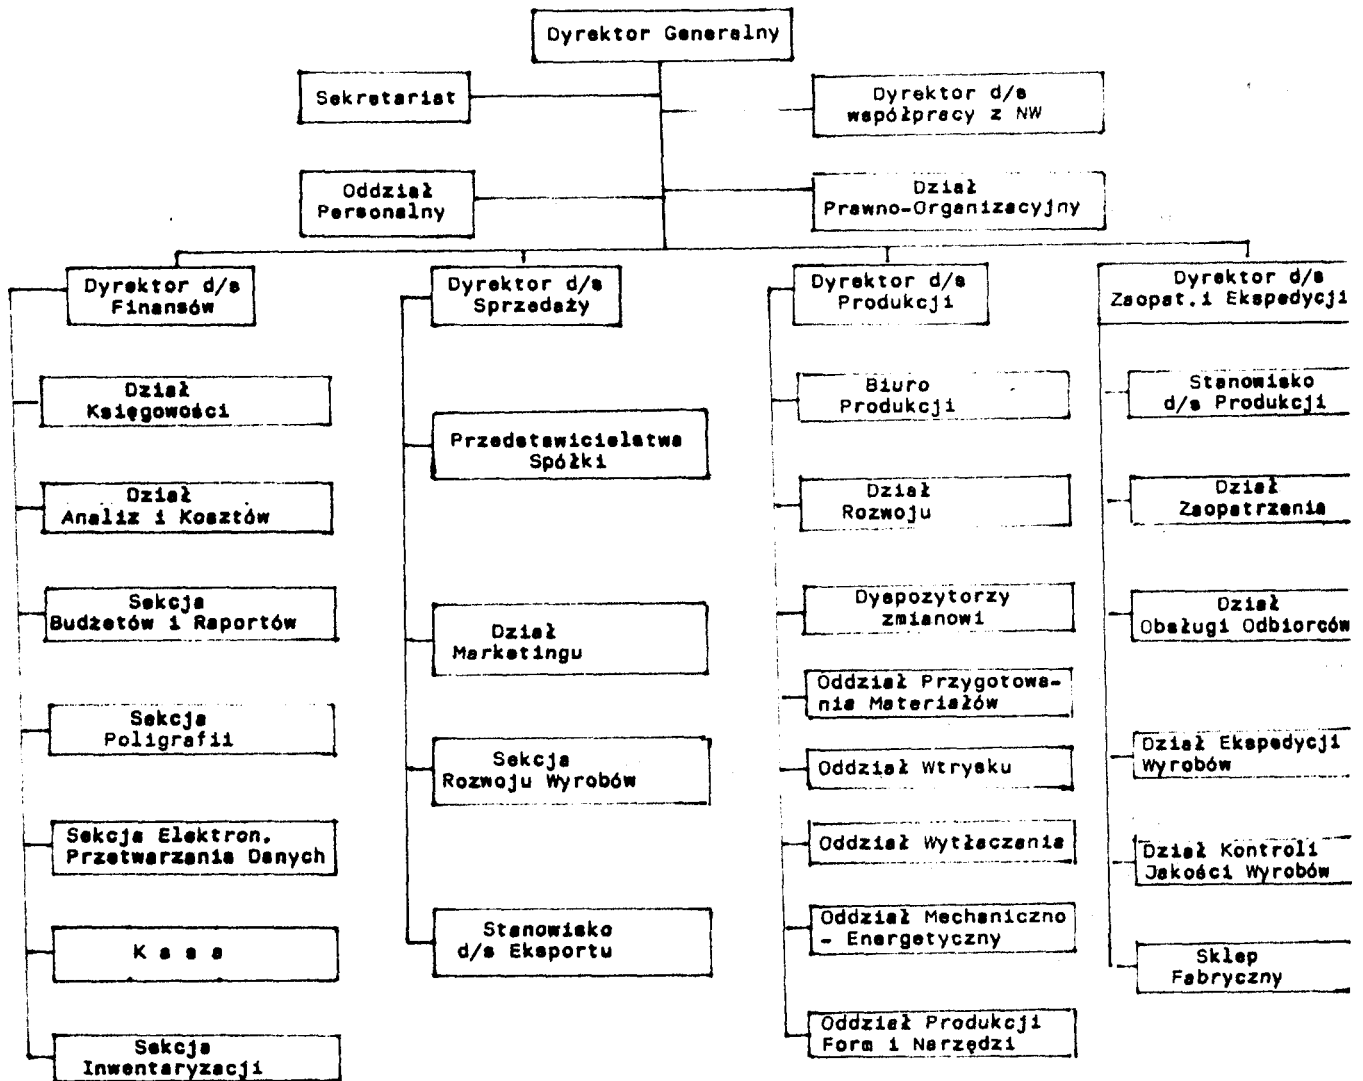 Dyrektor Generalny
Sekretariat
Dyrektor d/s
współpracy z NW
Oddział
Personalny
Dział
Prawno-Organizacyjny
Dyrektor d/s
Finansów
Dział
Księgowości
Dział
Analiz i Kosztów
Sekcja
Budżetów i Raportów
Sekcja
Poligrafii
Sekcja Elektron.
Przetwarzania Danych
K a s a
Sekcja
Inwentaryzacji
Dyrektor d/s
Sprzedaży
Przedstawicielstwa
Spółki
Dział
Marketingu
Sekcja
Rozwoju Wyrobów
Stanowisko
d/s Eksportu
Dyrektor d/s
Produkcji
Biuro
Produkcji
Dział
Rozwoju
Dyspozytorzy
zmianowi
Oddział Przygotowa-
nia Materiałów
Oddział Wtrysku
Oddział Wytłaczania
Oddział Mechaniczno
- Energetyczny
Oddział Produkcji
Form i Narzędzi
Dyrektor d/s
Zaopat.i Ekspedycji
Stanowisko
d/s Produkcji
Dział
Zaopatrzenia
Dział
Obsługi Odbiorców
Dział Ekspedycji
Wyrobów
Dział Kontroli
Jakości Wyrobów
Sklep
Fabryczny